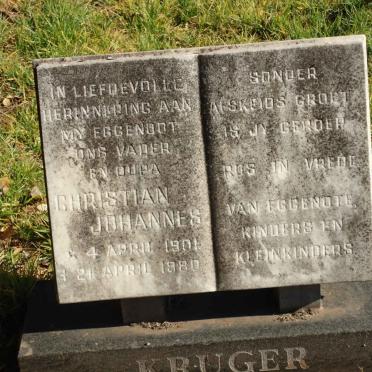 IN LIEFDEVOLLE
HERINNERING AAN
MY EGGENOOT
ONS VADER
EN OUPA
CHRISTIAN
JOHANNES
* 4 APRIL 1901
† 21 APRIL 1980
SONDER
AFSKEIDS GROET
IS JY GEROEP
RUS IN VREDE
VAN EGGENOTE
KINDERS EN
KLEINKINDERS
KRUGER